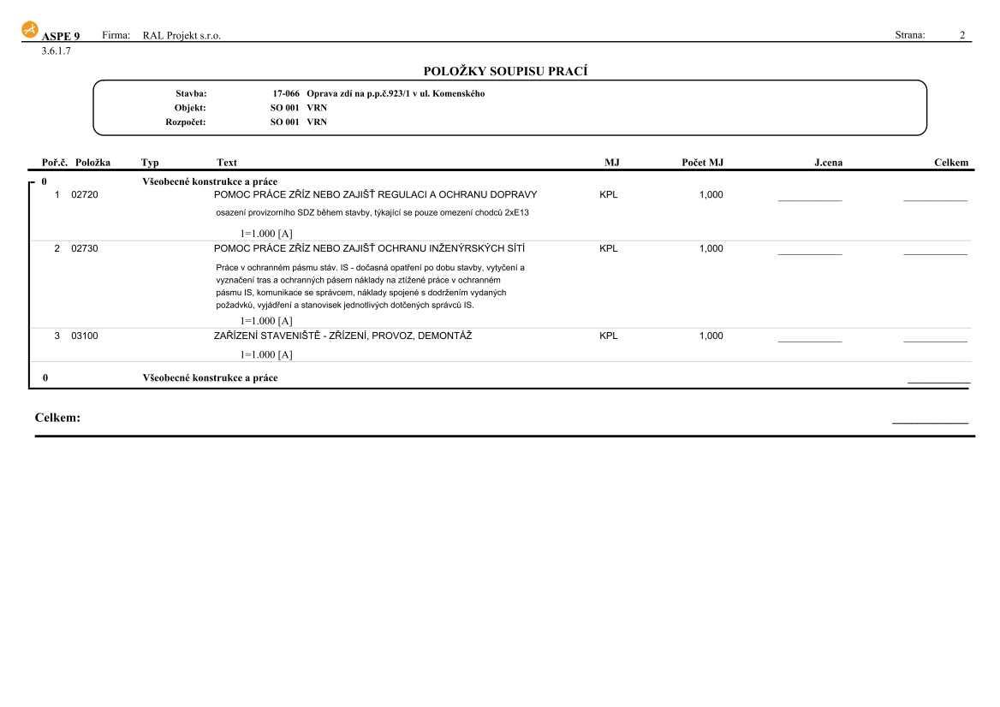 ASPE 9 Firma: RAL Projekt s.r.o. Strana: 2
3.6.1.7
POLOŽKY SOUPISU PRACÍ
Stavba: 17-066 Oprava zdí na p.p.č.923/1 v ul. Komenského
Objekt: SO 001 VRN
Rozpočet: SO 001 VRN
Poř.č. Položka Typ Text MJ Počet MJ J.cena Celkem
0 Všeobecné konstrukce a práce
1 02720 POMOC PRÁCE ZŘÍZ NEBO ZAJIŠŤ REGULACI A OCHRANU DOPRAVY KPL 1,000
osazení provizorního SDZ během stavby, týkající se pouze omezení chodců 2xE13
1=1.000 [A]
2 02730 POMOC PRÁCE ZŘÍZ NEBO ZAJIŠŤ OCHRANU INŽENÝRSKÝCH SÍTÍ KPL 1,000
Práce v ochranném pásmu stáv. IS - dočasná opatření po dobu stavby, vytyčení a
vyznačení tras a ochranných pásem náklady na ztížené práce v ochranném
pásmu IS, komunikace se správcem, náklady spojené s dodržením vydaných
požadvků, vyjádření a stanovisek jednotlivých dotčených správců IS.
1=1.000 [A]
3 03100 ZAŘÍZENÍ STAVENIŠTĚ - ZŘÍZENÍ, PROVOZ, DEMONTÁŽ KPL 1,000
1=1.000 [A]
0 Všeobecné konstrukce a práce
Celkem: